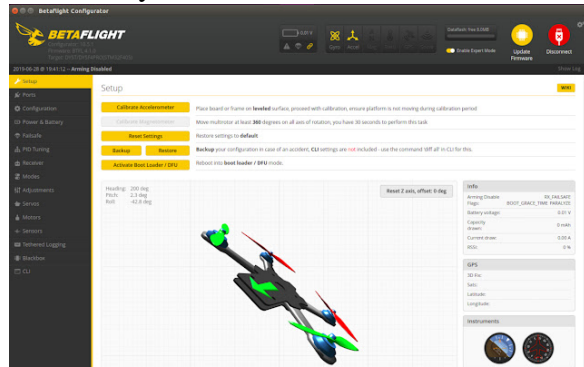 Betaflight Configurator
BETAFLIGHT
0.01 V
Gyro
Accel
Enable Expert Mode
Update
Firmware
Disconnect
Arming Disabled
Show Log
Setup
Ports
Configuration
Power & Battery
Failsafe
PID Tuning
Receiver
Modes
Adjustments
Servos
Motors
Sensors
Tethered Logging
Blackbox
CLI
Setup
WIKI
Calibrate Accelerometer
Place board or frame on leveled surface, proceed with calibration, ensure platform is not moving during calibration period
Calibrate Magnetometer
Move multirotor at least 360 degrees on all axis of rotation, you have 30 seconds to perform this task
Reset Settings
Restore settings to default
Backup
Restore
Backup your configuration in case of an accident, CLI settings are not included - use the command 'diff all' in CLI for this.
Activate Boot Loader / DFU
Reboot into boot loader / DFU mode.
Heading: 200 deg
Pitch: 2.3 deg
Roll: -42.8 deg
Reset Z axis, offset: 0 deg
Info
Arming Disable Flags:
RX_FAILSAFE
BOOT_GRACE_TIME PARALYZE
Battery voltage:
0.01 V
Capacity drawn:
0 mAh
Current draw:
0.00 A
RSSI:
0 %
GPS
3D Fix:
Sats:
Latitude:
Longitude:
Instruments